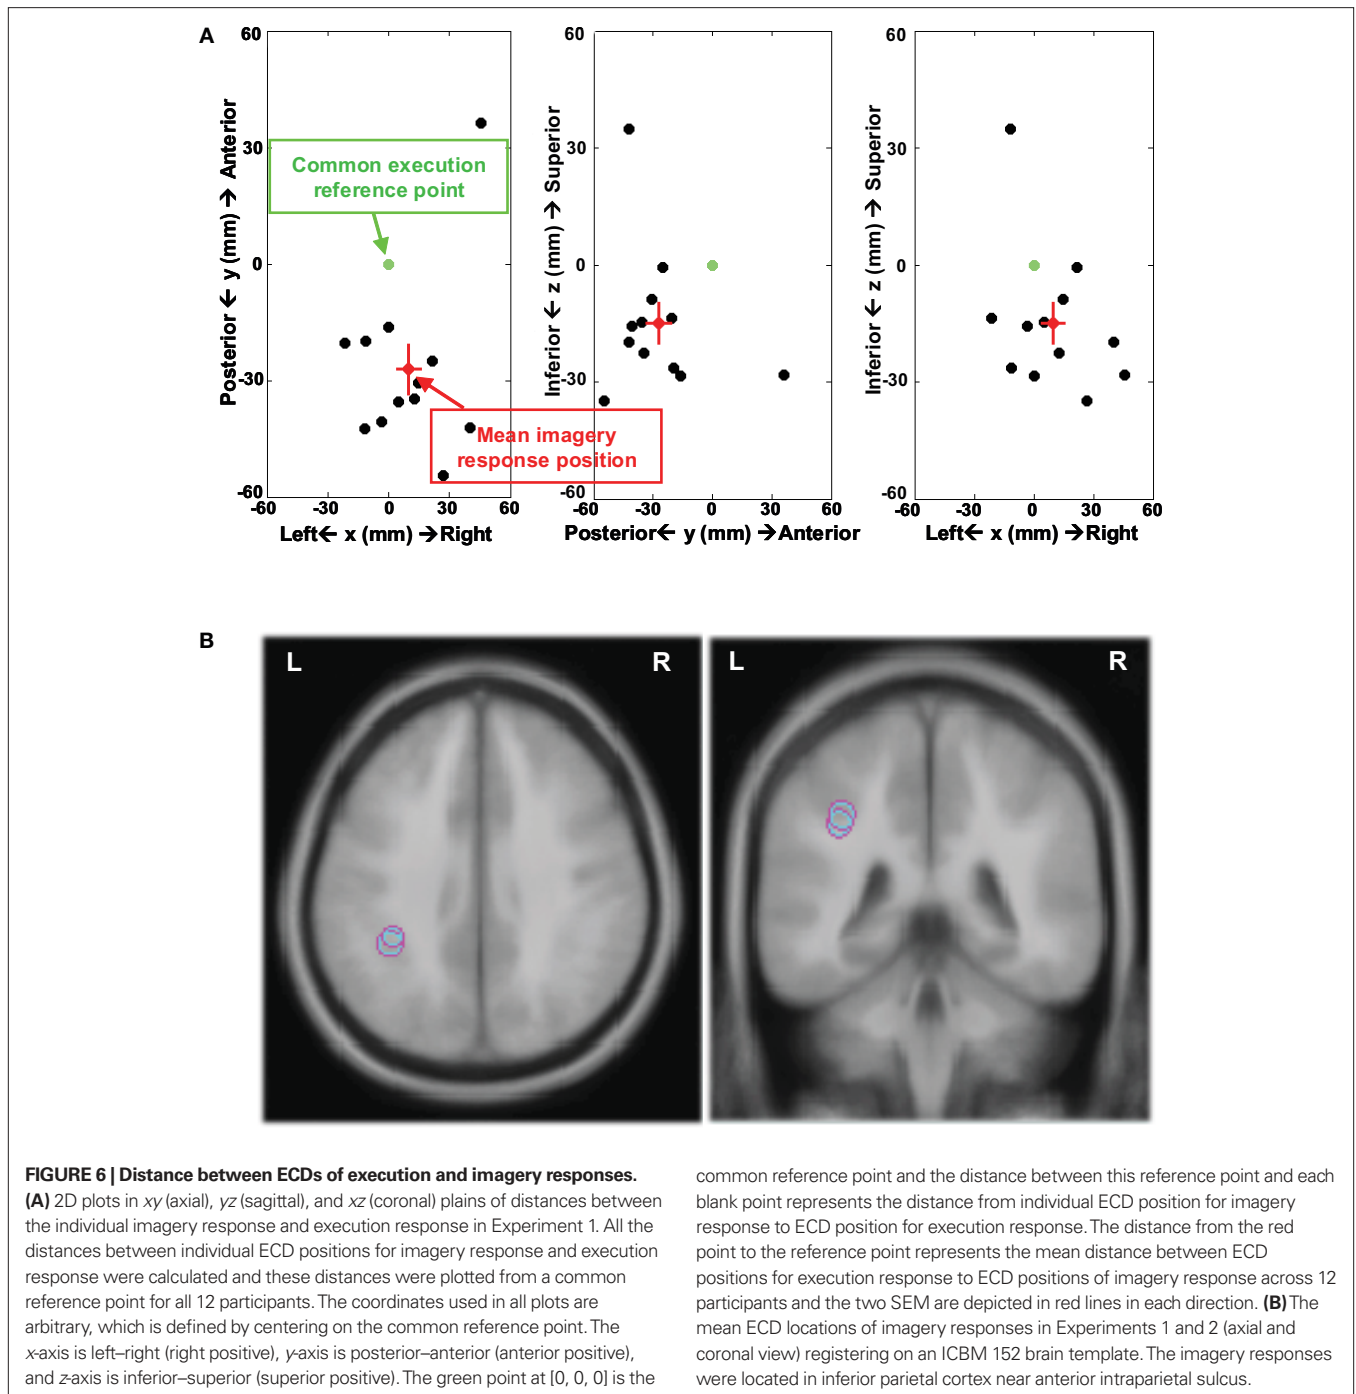 A
60
30
0
-30
-60
Posterior ← y (mm) → Anterior
-60 -30 0 30 60
Left← x (mm) →Right
Common execution
reference point
Mean imagery
response position
60
30
0
-30
-60
Inferior ← z (mm) → Superior
-60 -30 0 30 60
Posterior← y (mm) →Anterior
60
30
0
-30
-60
Inferior ← z (mm) → Superior
-60 -30 0 30 60
Left← x (mm) →Right
B
L R
L R
FIGURE 6 | Distance between ECDs of execution and imagery responses.
(A) 2D plots in xy (axial), yz (sagittal), and xz (coronal) plains of distances between
the individual imagery response and execution response in Experiment 1. All the
distances between individual ECD positions for imagery response and execution
response were calculated and these distances were plotted from a common
reference point for all 12 participants. The coordinates used in all plots are
arbitrary, which is defined by centering on the common reference point. The
x-axis is left–right (right positive), y-axis is posterior–anterior (anterior positive),
and z-axis is inferior–superior (superior positive). The green point at [0, 0, 0] is the
common reference point and the distance between this reference point and each
blank point represents the distance from individual ECD position for imagery
response to ECD position for execution response. The distance from the red
point to the reference point represents the mean distance between ECD
positions for execution response to ECD positions of imagery response across 12
participants and the two SEM are depicted in red lines in each direction. (B) The
mean ECD locations of imagery responses in Experiments 1 and 2 (axial and
coronal view) registering on an ICBM 152 brain template. The imagery responses
were located in inferior parietal cortex near anterior intraparietal sulcus.